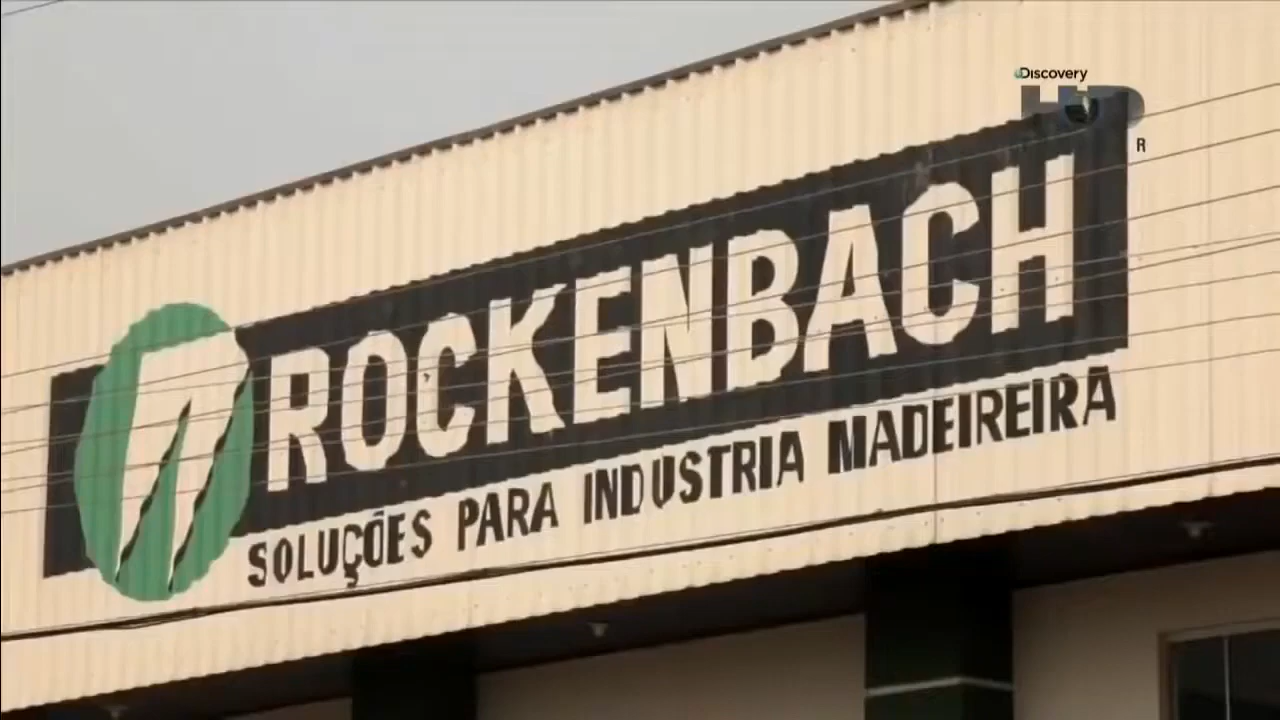 Discovery
HD
R
ROCKENBACH
SOLUÇÕES PARA INDUSTRIA MADEIREIRA